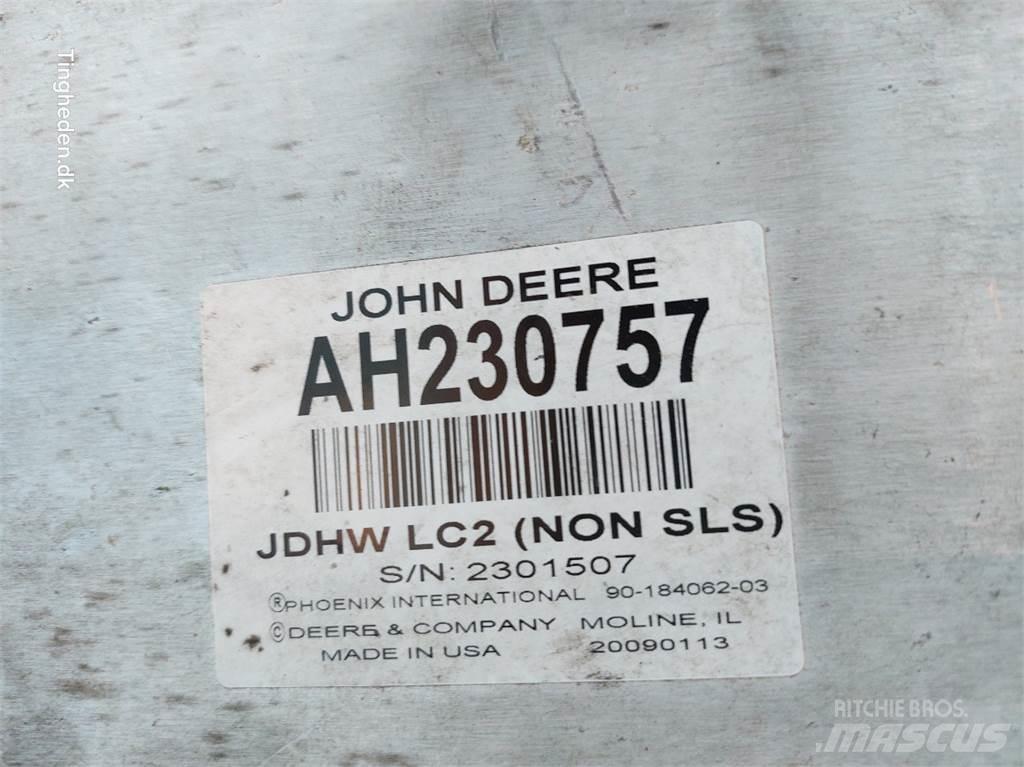 Tingheden.dk
JOHN DEERE
AH230757
JDHW LC2 (NON SLS)
S/N: 2301507
®PHOENIX INTERNATIONAL 90-184062-03
©DEERE & COMPANY MOLINE, IL
MADE IN USA 20090113
RITCHIE BROS.
MASCUS